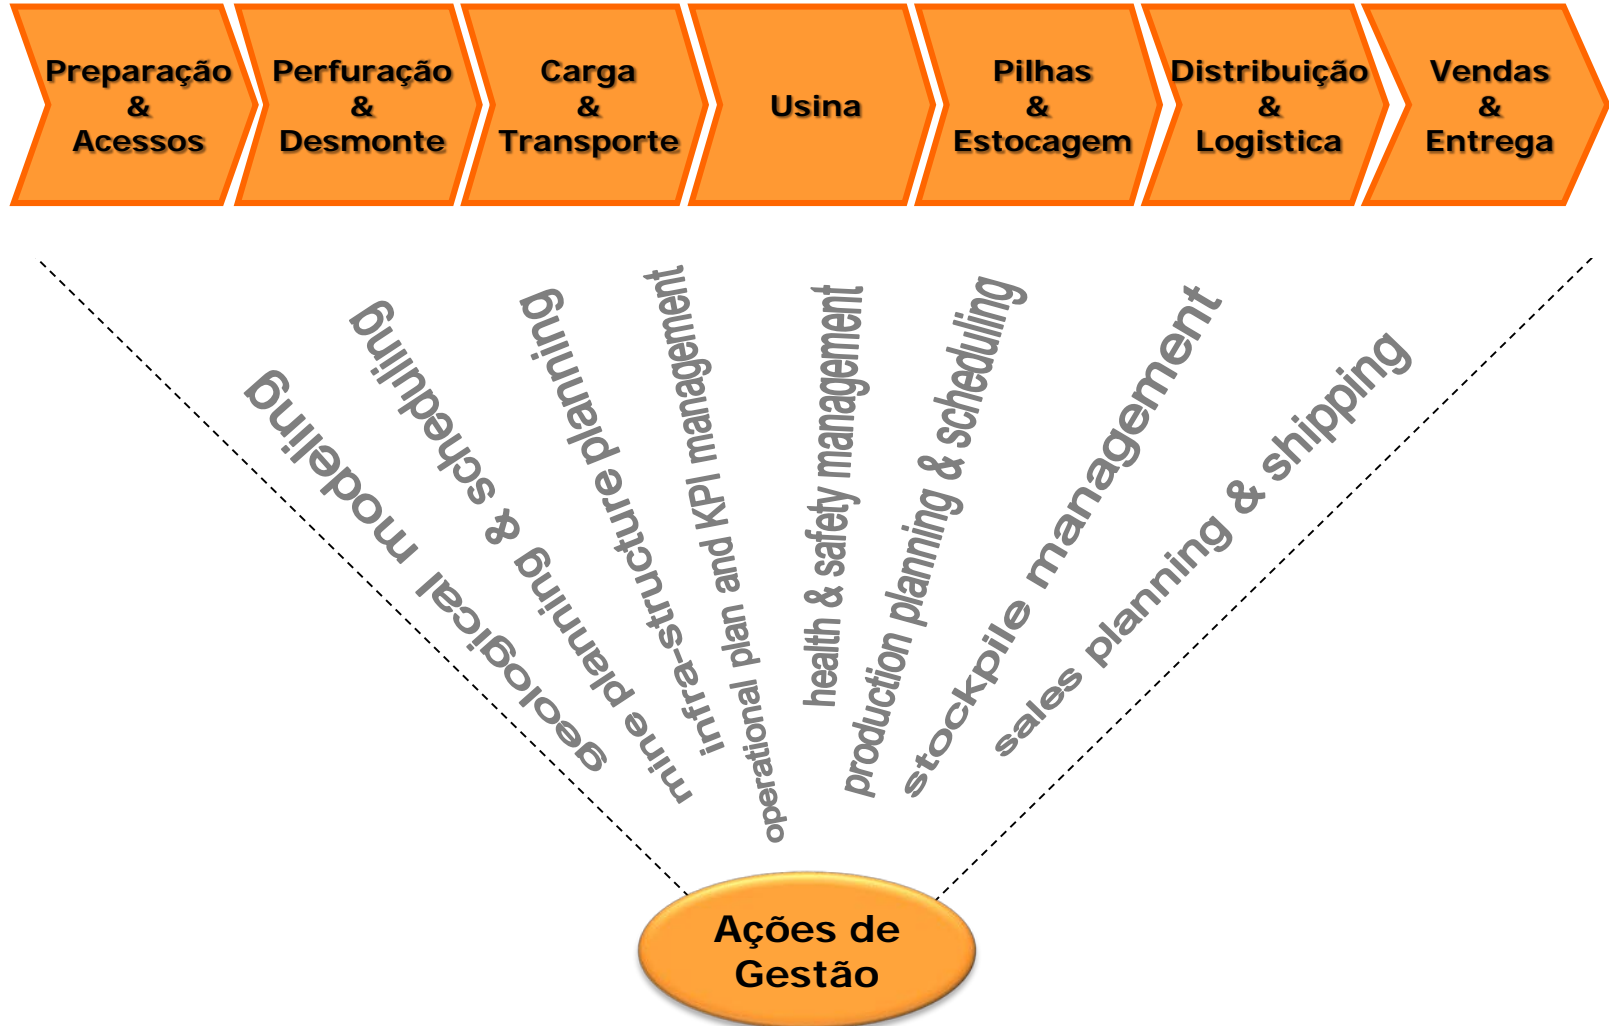 Preparação
&
Acessos
Perfuração
&
Desmonte
Carga
&
Transporte
Usina
Pilhas
&
Estocagem
Distribuição
&
Logistica
Vendas
&
Entrega
geological modeling
mine planning & scheduling
infra-structure planning
operational plan and KPI management
health & safety management
production planning & scheduling
stockpile management
sales planning & shipping
Ações de
Gestão